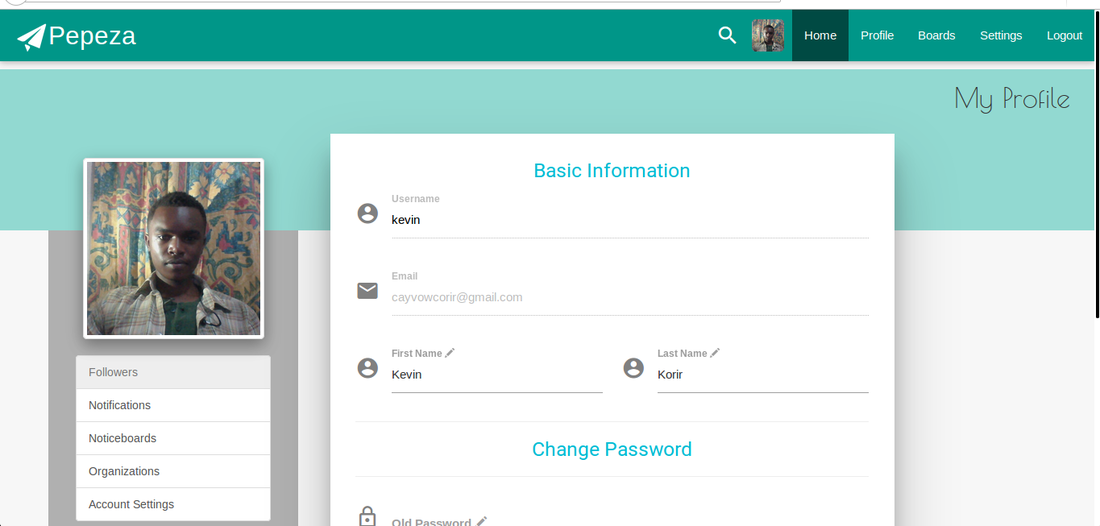 Pepeza
Home Profile Boards Settings Logout
My Profile
Basic Information
Username
kevin
Email
cayvowcorir@gmail.com
First Name Last Name
Kevin Korir
Change Password
Old Password
Followers
Notifications
Noticeboards
Organizations
Account Settings